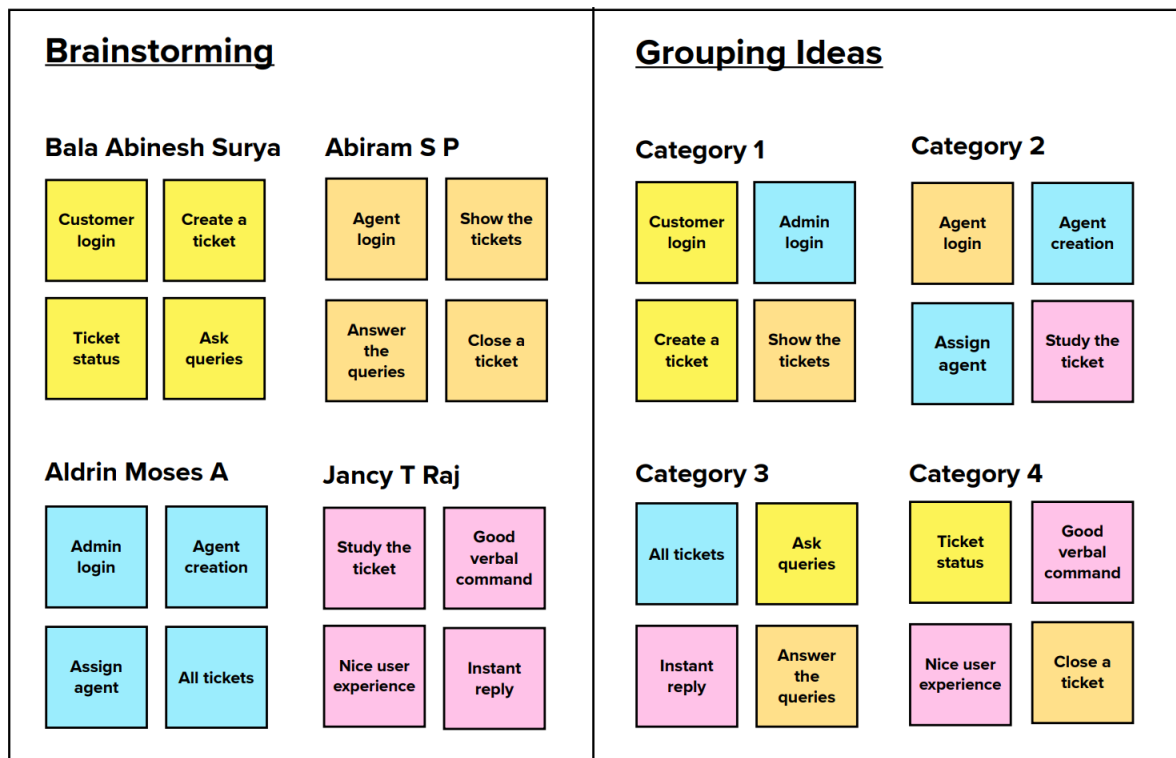 Brainstorming
Bala Abinesh Surya
Customer
login
Create a
ticket
Ticket
status
Ask
queries
Abiram S P
Agent
login
Show the
tickets
Answer
the
queries
Close a
ticket
Aldrin Moses A
Admin
login
Agent
creation
Assign
agent
All tickets
Jancy T Raj
Study the
ticket
Good
verbal
command
Nice user
experience
Instant
reply
Grouping Ideas
Category 1
Customer
login
Admin
login
Create a
ticket
Show the
tickets
Category 2
Agent
login
Agent
creation
Assign
agent
Study the
ticket
Category 3
All tickets
Ask
queries
Instant
reply
Answer
the
queries
Category 4
Ticket
status
Good
verbal
command
Nice user
experience
Close a
ticket